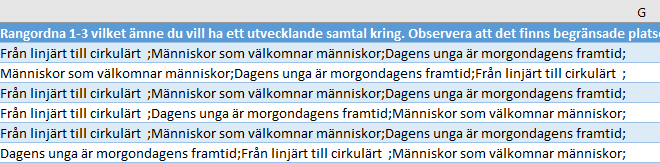 G
Rangordna 1-3 vilket ämne du vill ha ett utvecklande samtal kring. Observera att det finns begränsade
Från linjärt till cirkulärt  ;Människor som välkomnar människor;Dagens unga är morgondagens framtid;
Människor som välkomnar människor;Dagens unga är morgondagens framtid;Från linjärt till cirkulärt  ;
Från linjärt till cirkulärt  ;Människor som välkomnar människor;Dagens unga är morgondagens framtid;
Från linjärt till cirkulärt  ;Dagens unga är morgondagens framtid;Människor som välkomnar människor;
Från linjärt till cirkulärt  ;Människor som välkomnar människor;Dagens unga är morgondagens framtid;
Dagens unga är morgondagens framtid;Från linjärt till cirkulärt  ;Människor som välkomnar människor;